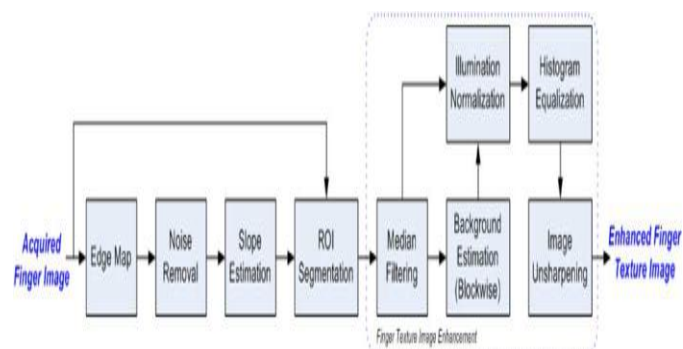 Illumination
Normalization
Histogram
Equalization
Acquired
Finger Image
Edge Map
Noise
Removal
Slope
Estimation
ROI
Segmentation
Median
Filtering
Background
Estimation
(Blockwise)
Image
Unsharpening
Enhanced Finger
Texture Image
Finger Texture Image Enhancement